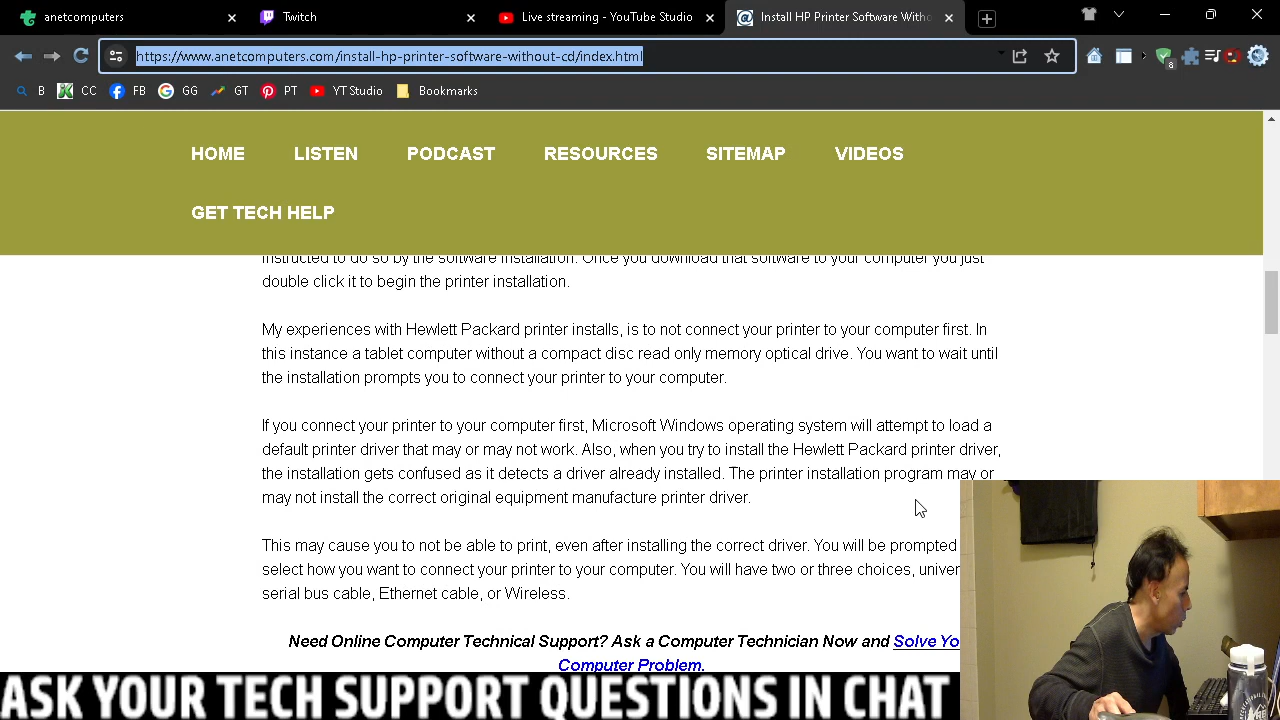 anetcomputers
Twitch
Live streaming - YouTube Studio
Install HP Printer Software Witho
https://www.anetcomputers.com/install-hp-printer-software-without-cd/index.html
8
B CC FB GG GT PT YT Studio Bookmarks
HOME LISTEN PODCAST RESOURCES SITEMAP VIDEOS
GET TECH HELP
instructed to do so by the software installation. Once you download that software to your computer you just
double click it to begin the printer installation.
My experiences with Hewlett Packard printer installs, is to not connect your printer to your computer first. In
this instance a tablet computer without a compact disc read only memory optical drive. You want to wait until
the installation prompts you to connect your printer to your computer.
If you connect your printer to your computer first, Microsoft Windows operating system will attempt to load a
default printer driver that may or may not work. Also, when you try to install the Hewlett Packard printer driver,
the installation gets confused as it detects a driver already installed. The printer installation program may or
may not install the correct original equipment manufacture printer driver.
This may cause you to not be able to print, even after installing the correct driver. You will be prompted
select how you want to connect your printer to your computer. You will have two or three choices, univer
serial bus cable, Ethernet cable, or Wireless.
Need Online Computer Technical Support? Ask a Computer Technician Now and Solve Yo
Computer Problem.
ASK YOUR TECH SUPPORT QUESTIONS IN CHAT